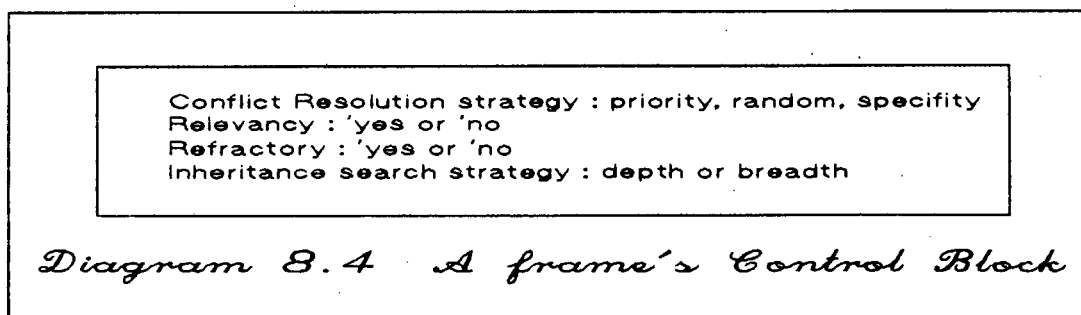 Conflict Resolution strategy : priority, random, specifity
Relevancy : 'yes or 'no
Refractory : 'yes or 'no
Inheritance search strategy : depth or breadth
Diagram 8.4 A frame's Control Block